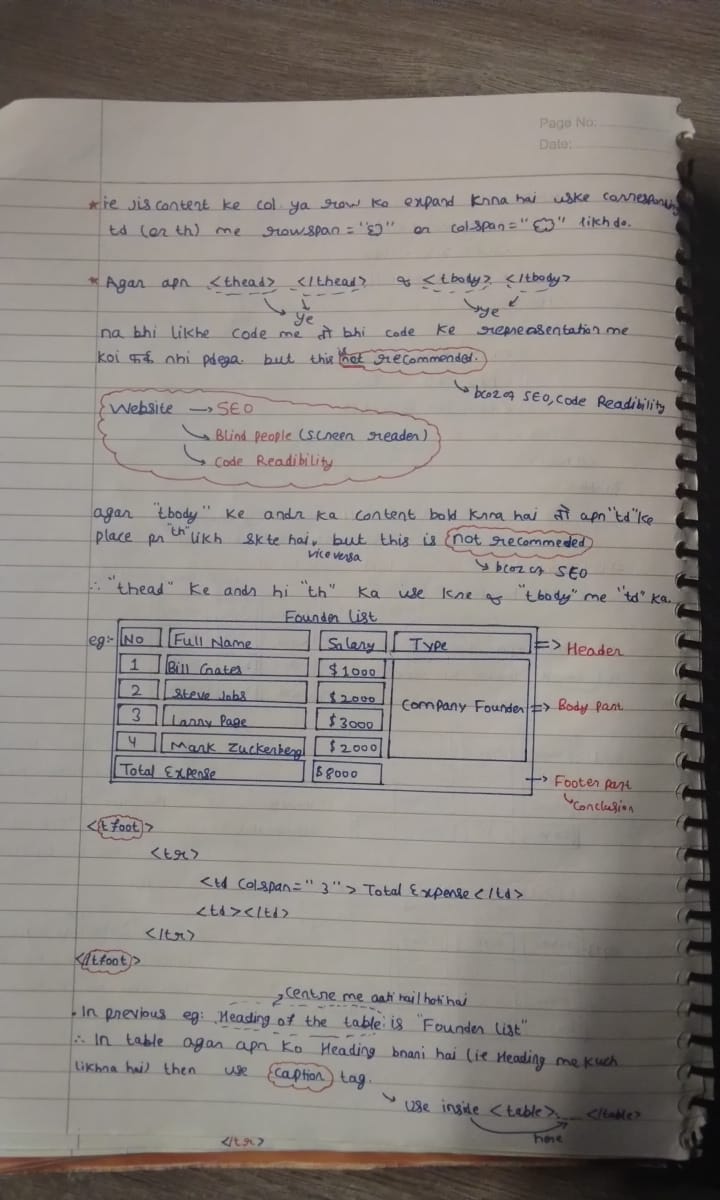 Page No:
Date:
* ie jis content ke col ya row ko expand krna hai uske corresponding
td (or th) me rowspan = "{}" or colspan = "{}" likh do.
* Agar apn <thead> </thead> & <tbody> </tbody>
ye ye
na bhi likhe code me तो bhi code ke represensentation me
koi फर्क nhi pdega. but this is not recommended.
bcoz of SEO, Code Readibility
Website → SEO
Blind people (screen reader)
Code Readibility
agar "tbody" ke andr ka content bold krna hai तो apn "td" ke
place pr "th" likh skte hai, but this is not recommeded
vice versa
bcoz of SEO
∴ "thead" ke andr hi "th" ka use kre & "tbody" me "td" ka.
Founder List
eg:- No Full Name Salary Type => Header
1 Bill Gates $1000
2 Steve Jobs $2000 Company Founder => Body part
3 Larry Page $3000
4 Mark Zuckerberg $2000
Total Expense $8000 → Footer part
Conclusion
<tfoot>
<tr>
<td colspan=" 3"> Total Expense </td>
<td></td>
</tr>
</tfoot>
centre me aati hai/hoti hai
• In previous eg: Heading of the table is "Founder List"
∴ In table agar apn ko Heading bnani hai (ie Heading me kuch
likhna hai) then use caption tag.
use inside <table> </table>
here
</tr>